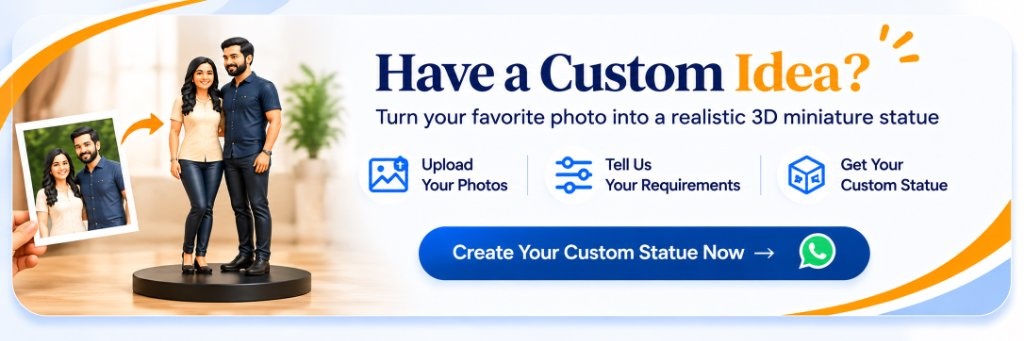 Have a Custom Idea?
Turn your favorite photo into a realistic 3D miniature statue
Upload
Your Photos
Tell Us
Your Requirements
Get Your
Custom Statue
Create Your Custom Statue Now →